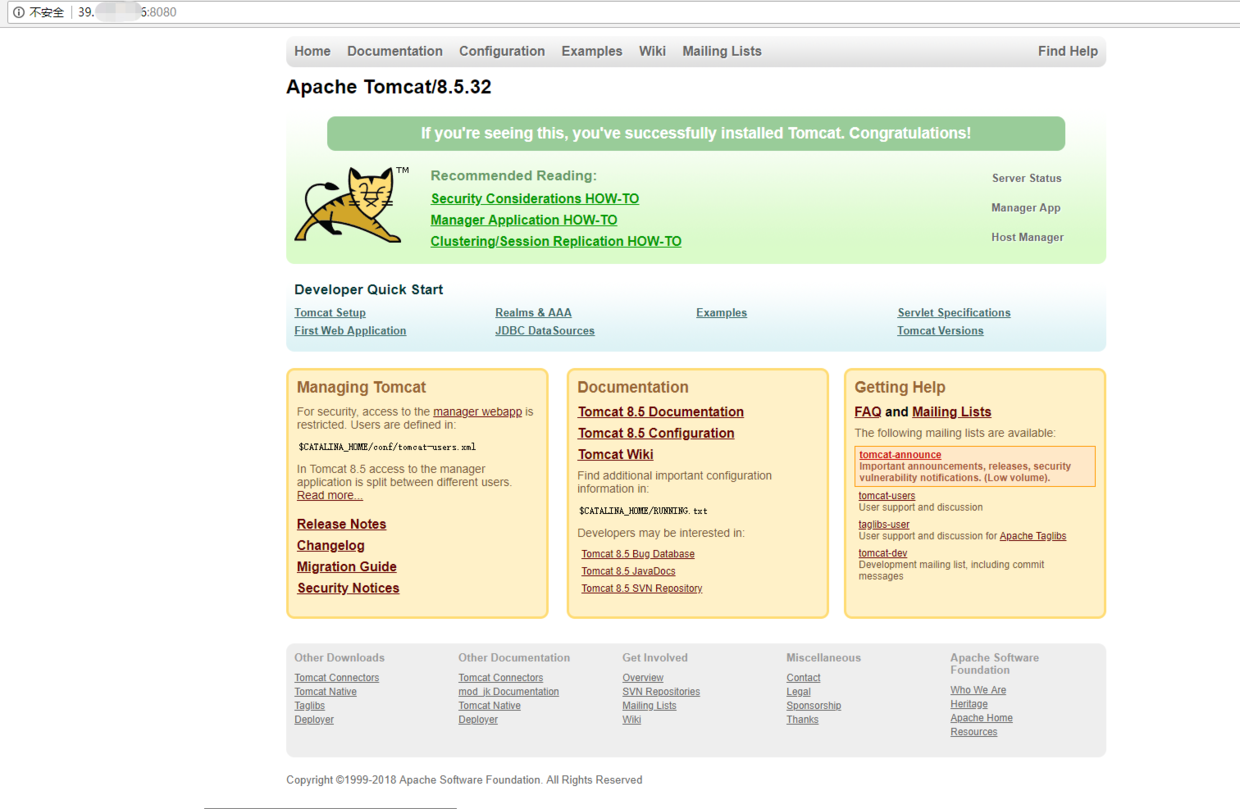 不安全 39. 6:8080
Home Documentation Configuration Examples Wiki Mailing Lists Find Help
Apache Tomcat/8.5.32
If you're seeing this, you've successfully installed Tomcat. Congratulations!
TM
Recommended Reading:
Security Considerations HOW-TO
Manager Application HOW-TO
Clustering/Session Replication HOW-TO
Server Status
Manager App
Host Manager
Developer Quick Start
Tomcat Setup
First Web Application
Realms & AAA
JDBC DataSources
Examples
Servlet Specifications
Tomcat Versions
Managing Tomcat
For security, access to the manager webapp is
restricted. Users are defined in:
$CATALINA_HOME/conf/tomcat-users.xml
In Tomcat 8.5 access to the manager
application is split between different users.
Read more...
Release Notes
Changelog
Migration Guide
Security Notices
Documentation
Tomcat 8.5 Documentation
Tomcat 8.5 Configuration
Tomcat Wiki
Find additional important configuration
information in:
$CATALINA_HOME/RUNNING.txt
Developers may be interested in:
Tomcat 8.5 Bug Database
Tomcat 8.5 JavaDocs
Tomcat 8.5 SVN Repository
Getting Help
FAQ and Mailing Lists
The following mailing lists are available:
tomcat-announce
Important announcements, releases, security
vulnerability notifications. (Low volume).
tomcat-users
User support and discussion
taglibs-user
User support and discussion for Apache Taglibs
tomcat-dev
Development mailing list, including commit
messages
Other Downloads
Tomcat Connectors
Tomcat Native
Taglibs
Deployer
Other Documentation
Tomcat Connectors
mod_jk Documentation
Tomcat Native
Deployer
Get Involved
Overview
SVN Repositories
Mailing Lists
Wiki
Miscellaneous
Contact
Legal
Sponsorship
Thanks
Apache Software
Foundation
Who We Are
Heritage
Apache Home
Resources
Copyright ©1999-2018 Apache Software Foundation. All Rights Reserved